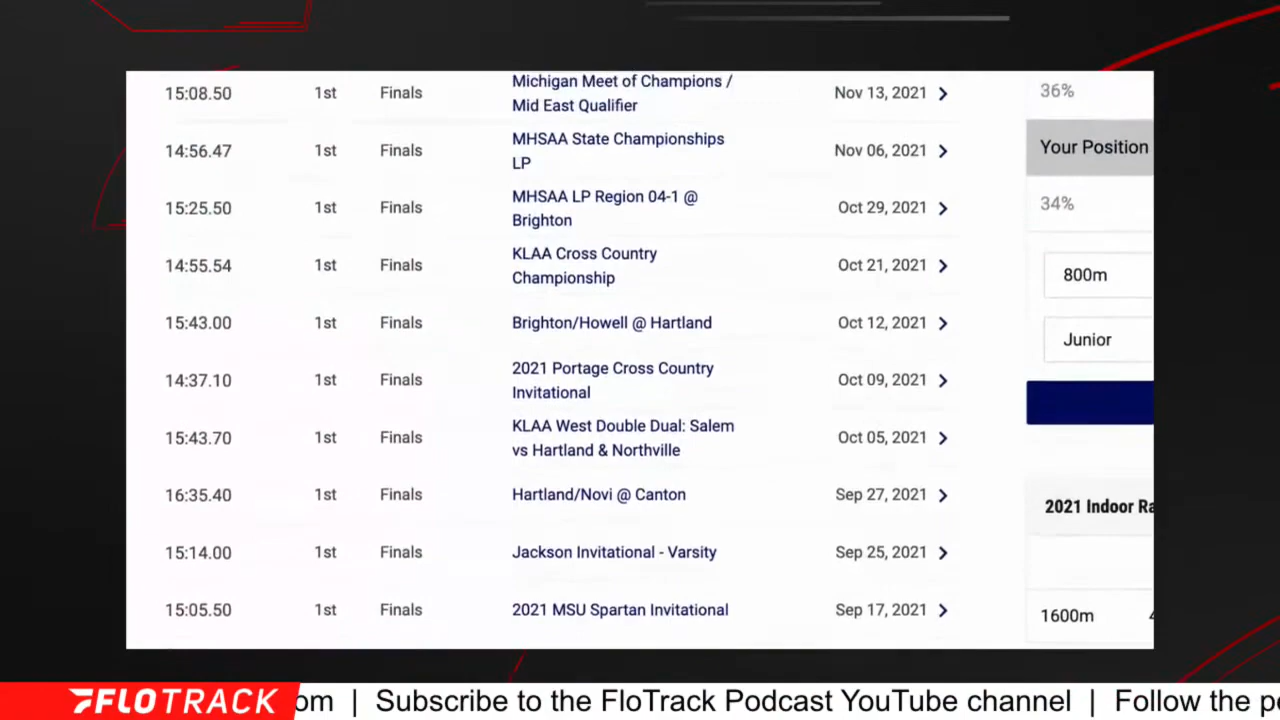 15:08.50 1st Finals Michigan Meet of Champions / Mid East Qualifier Nov 13, 2021
14:56.47 1st Finals MHSAA State Championships LP Nov 06, 2021
15:25.50 1st Finals MHSAA LP Region 04-1 @ Brighton Oct 29, 2021
14:55.54 1st Finals KLAA Cross Country Championship Oct 21, 2021
15:43.00 1st Finals Brighton/Howell @ Hartland Oct 12, 2021
14:37.10 1st Finals 2021 Portage Cross Country Invitational Oct 09, 2021
15:43.70 1st Finals KLAA West Double Dual: Salem vs Hartland & Northville Oct 05, 2021
16:35.40 1st Finals Hartland/Novi @ Canton Sep 27, 2021
15:14.00 1st Finals Jackson Invitational - Varsity Sep 25, 2021
15:05.50 1st Finals 2021 MSU Spartan Invitational Sep 17, 2021
36%
Your Position
34%
800m
Junior
2021 Indoor Ra
1600m
FLOTRACK
om | Subscribe to the FloTrack Podcast YouTube channel | Follow the p